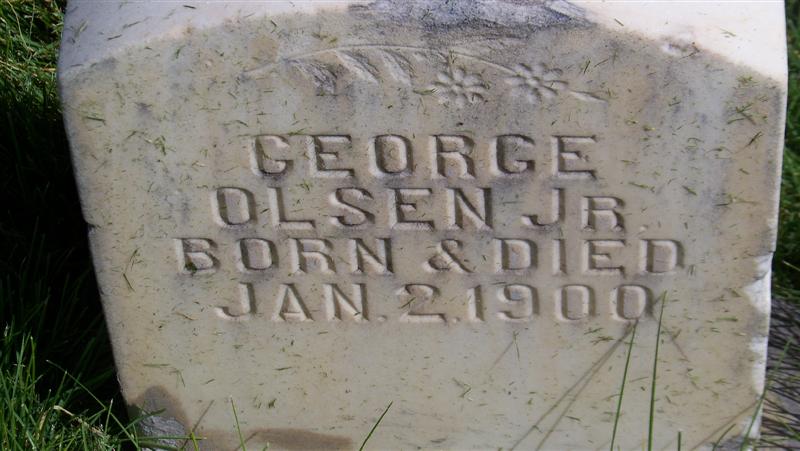 GEORGE
OLSEN JR.
BORN & DIED
JAN. 2, 1900